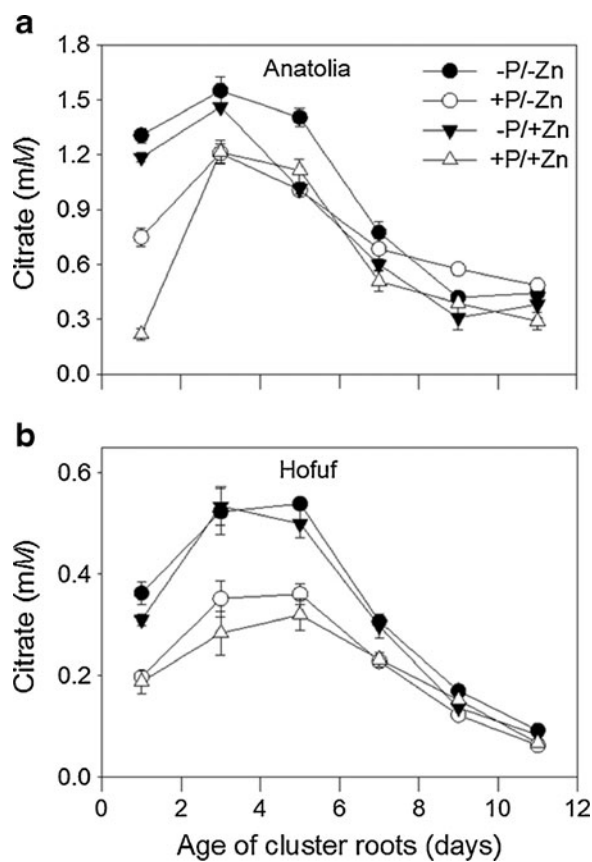 a
1.8
1.5
1.2
0.9
0.6
0.3
0.0
Citrate (mM)
Anatolia
-P/-Zn
+P/-Zn
-P/+Zn
+P/+Zn
b
0.6
0.4
0.2
0.0
Citrate (mM)
Hofuf
0 2 4 6 8 10 12
Age of cluster roots (days)